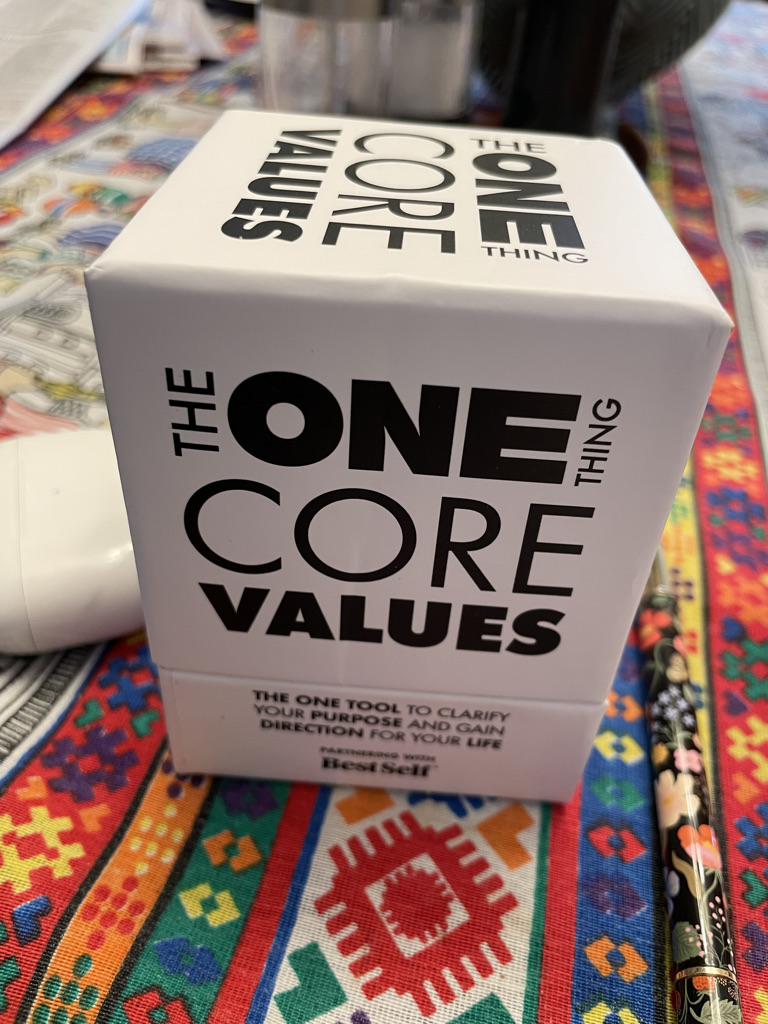 THE ONE THING
CORE
VALUES
THE ONE THING
CORE
VALUES
THE ONE TOOL TO CLARIFY
YOUR PURPOSE AND GAIN
DIRECTION FOR YOUR LIFE
PARTNERING WITH
BestSelf